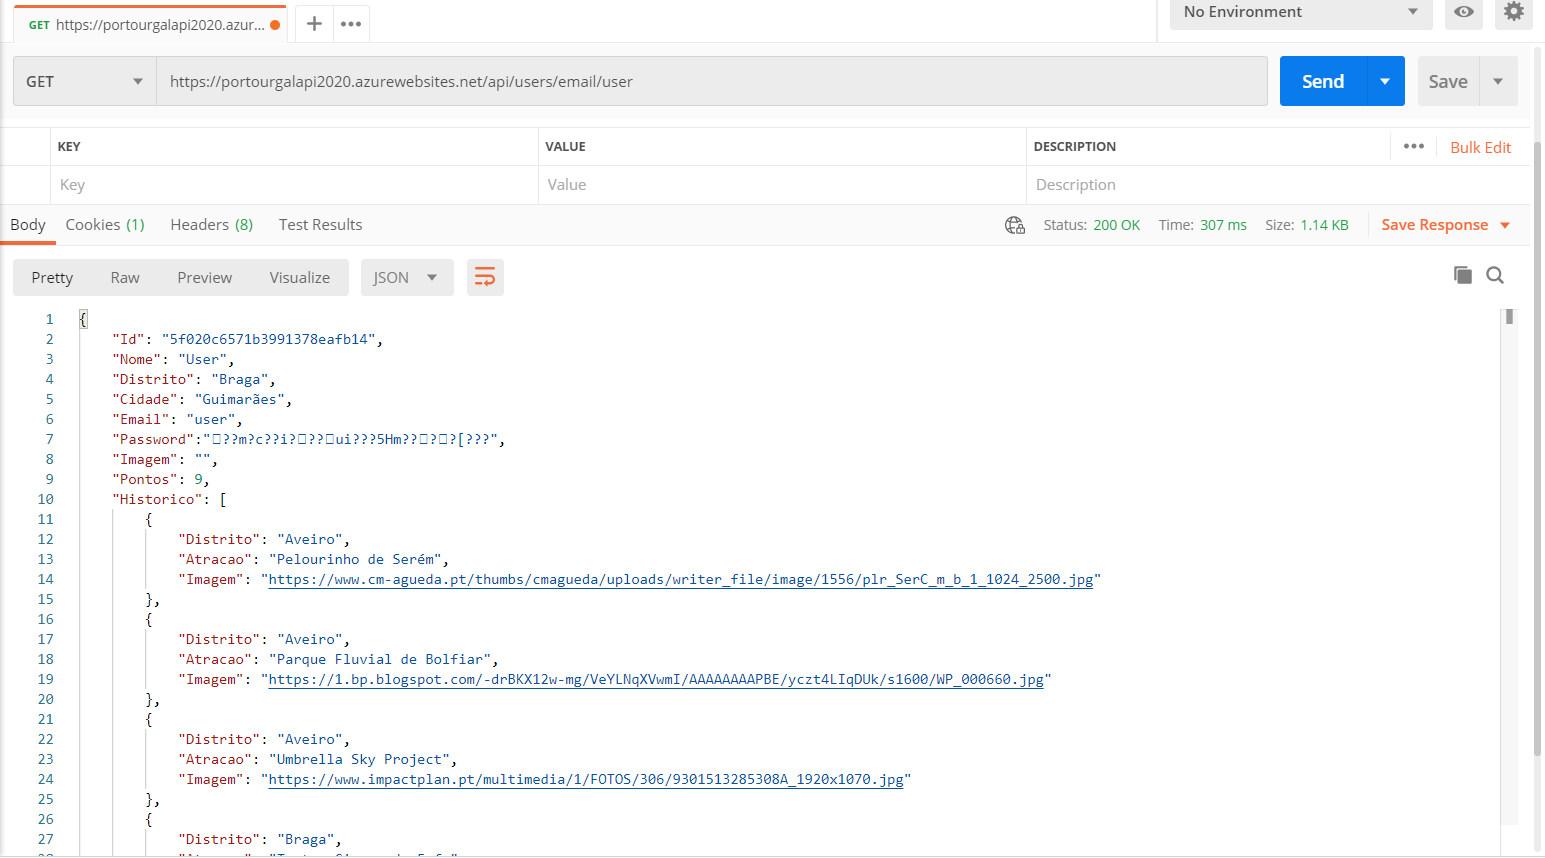 GET https://portourgalapi2020.azur...
No Environment
GET https://portourgalapi2020.azurewebsites.net/api/users/email/user Send Save
KEY VALUE DESCRIPTION Bulk Edit
Key Value Description
Body Cookies (1) Headers (8) Test Results Status: 200 OK Time: 307 ms Size: 1.14 KB Save Response
Pretty Raw Preview Visualize JSON
1 {
2 "Id": "5f020c6571b3991378eafb14",
3 "Nome": "User",
4 "Distrito": "Braga",
5 "Cidade": "Guimarães",
6 "Email": "user",
7 "Password":"□??m?c??i?□??□ui???5Hm??□?□?[???",
8 "Imagem": "",
9 "Pontos": 9,
10 "Historico": [
11 {
12 "Distrito": "Aveiro",
13 "Atracao": "Pelourinho de Serém",
14 "Imagem": "https://www.cm-agueda.pt/thumbs/cmagueda/uploads/writer_file/image/1556/plr_SerC_m_b_1_1024_2500.jpg"
15 },
16 {
17 "Distrito": "Aveiro",
18 "Atracao": "Parque Fluvial de Bolfiar",
19 "Imagem": "https://1.bp.blogspot.com/-drBKX12w-mg/VeYLNqXVwmI/AAAAAAAAPBE/yczt4LIqDUk/s1600/WP_000660.jpg"
20 },
21 {
22 "Distrito": "Aveiro",
23 "Atracao": "Umbrella Sky Project",
24 "Imagem": "https://www.impactplan.pt/multimedia/1/FOTOS/306/9301513285308A_1920x1070.jpg"
25 },
26 {
27 "Distrito": "Braga",